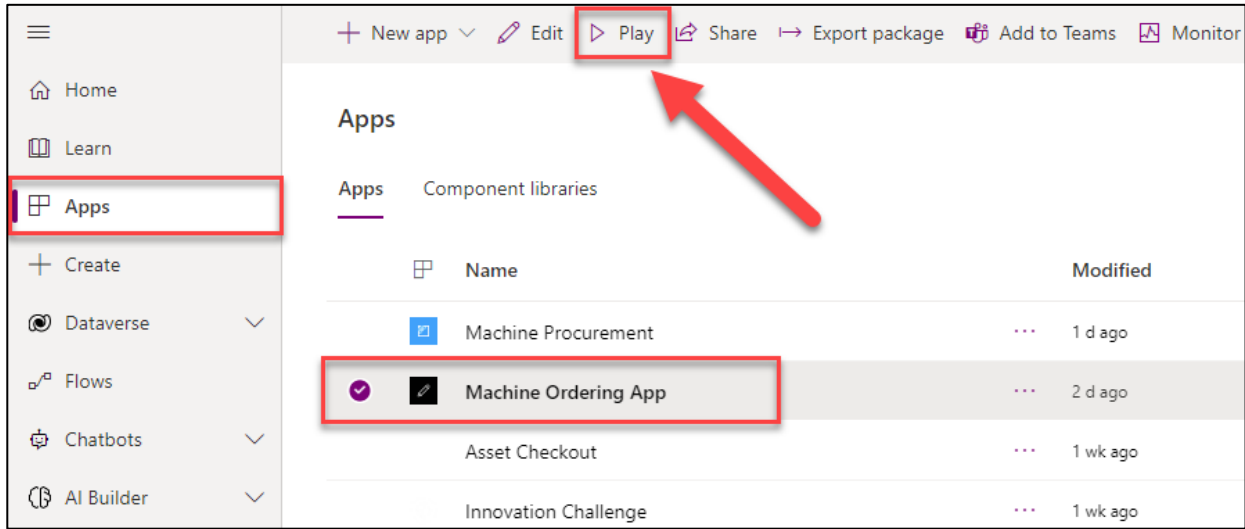 New app Edit Play Share Export package Add to Teams Monitor
Home
Learn
Apps
Create
Dataverse
Flows
Chatbots
AI Builder
Apps
Apps Component libraries
Name Modified
Machine Procurement ... 1 d ago
Machine Ordering App ... 2 d ago
Asset Checkout ... 1 wk ago
Innovation Challenge ... 1 wk ago